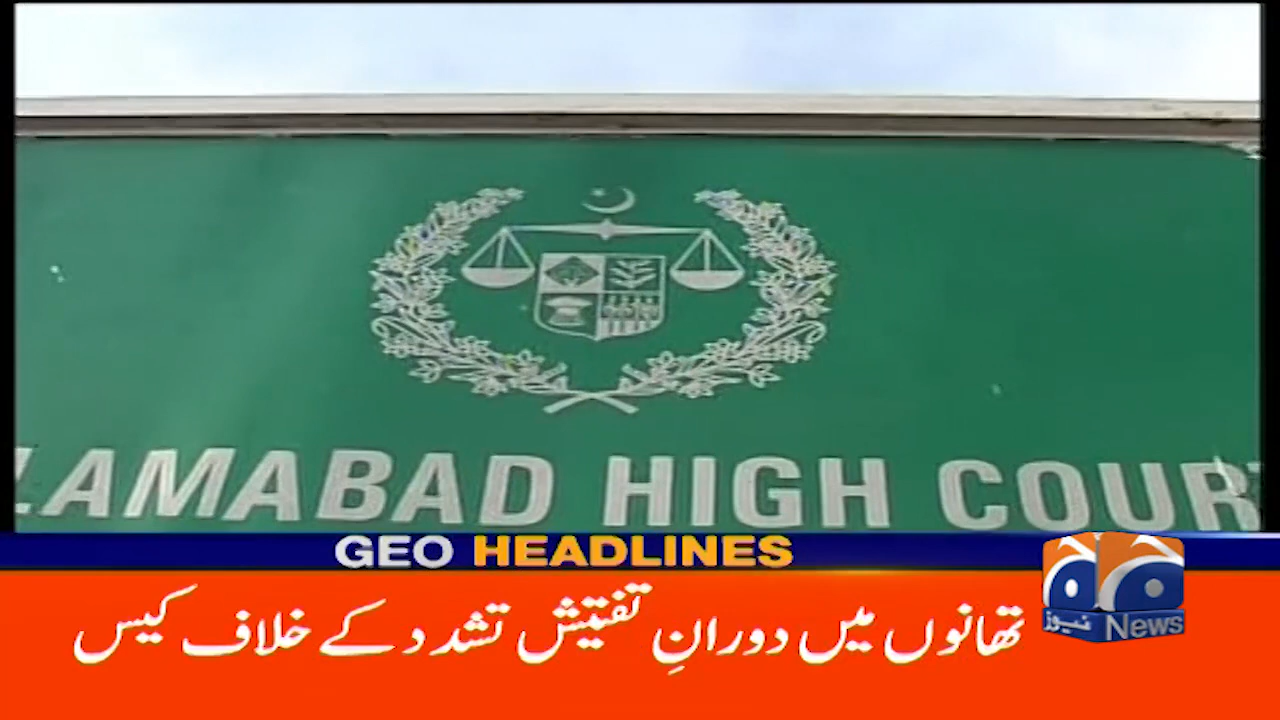 LAMABAD HIGH COUR
GEO HEADLINES
تھانوں میں دورانِ تفتیش تشدد کے خلاف کیس
نیوز News